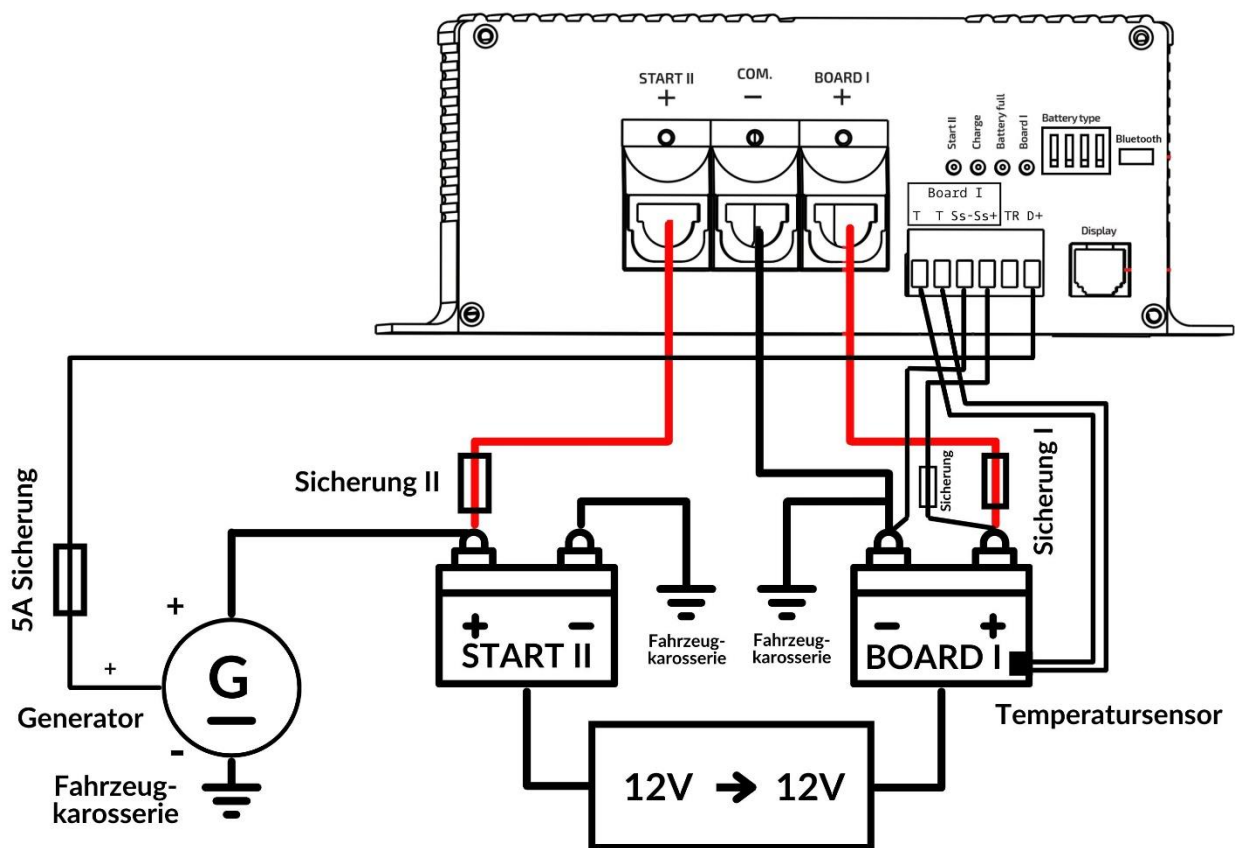 START II
COM.
BOARD I
+
−
+
Start II
Charge
Battery full
Board I
Battery type
Bluetooth
Board I
T T Ss-Ss+ TR D+
Display
Sicherung II
Sicherung
Sicherung I
5A Sicherung
+
+
G
-
Generator
Fahrzeug-
karosserie
+ −
START II
Fahrzeug-
karosserie
Fahrzeug-
karosserie
− +
BOARD I
Temperatursensor
12V → 12V